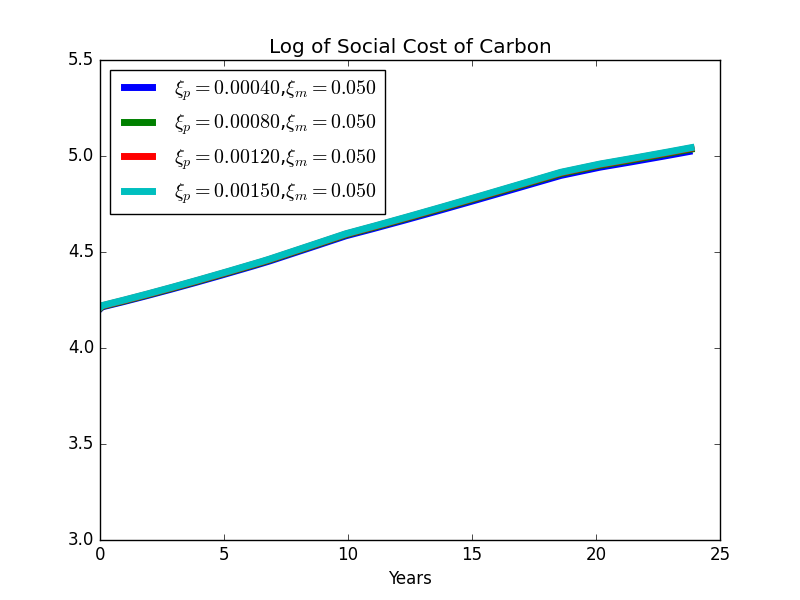 Log of Social Cost of Carbon
5.5
5.0
4.5
4.0
3.5
3.0
ξₚ = 0.00040,ξₘ = 0.050
ξₚ = 0.00080,ξₘ = 0.050
ξₚ = 0.00120,ξₘ = 0.050
ξₚ = 0.00150,ξₘ = 0.050
0 5 10 15 20 25
Years